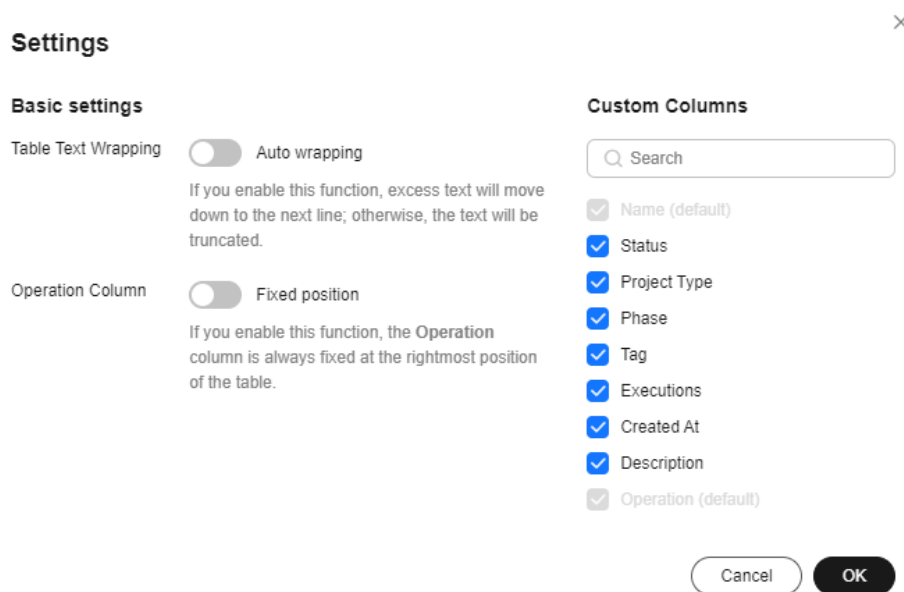 Settings
Basic settings
Table Text Wrapping
Auto wrapping
If you enable this function, excess text will move
down to the next line; otherwise, the text will be
truncated.
Operation Column
Fixed position
If you enable this function, the Operation
column is always fixed at the rightmost position
of the table.
Custom Columns
Search
Name (default)
Status
Project Type
Phase
Tag
Executions
Created At
Description
Operation (default)
Cancel
OK